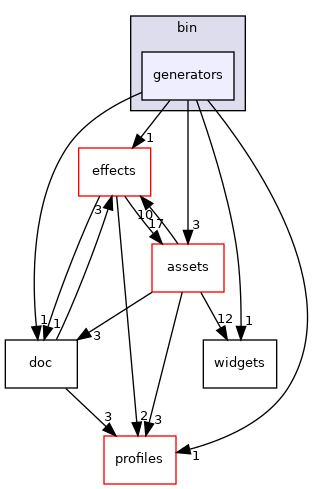 bin
generators
1
effects
3
10
17
3
assets
1
1
3
12
1
doc
widgets
3
2
3
1
profiles